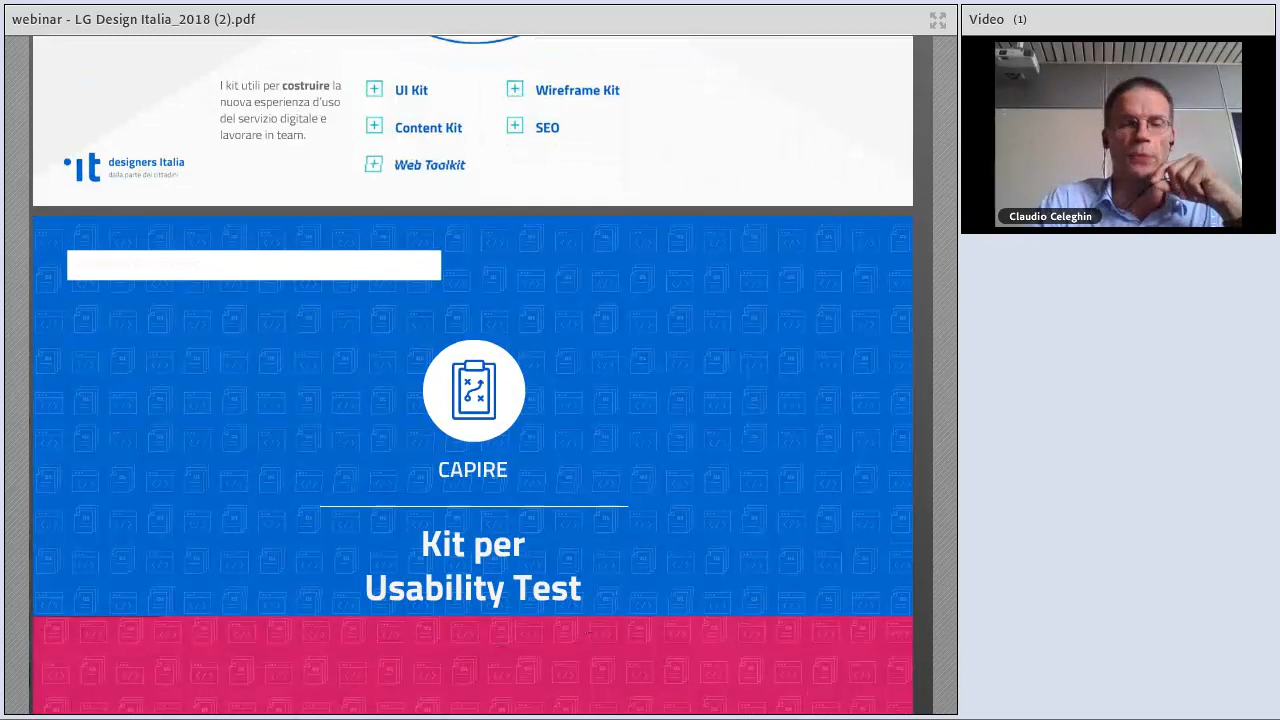 webinar - LG Design Italia_2018 (2).pdf
Video (1)
I kit utili per costruire la
nuova esperienza d'uso
del servizio digitale e
lavorare in team.
UI Kit
Wireframe Kit
Content Kit
SEO
Web Toolkit
designers Italia
dalla parte dei cittadini
Claudio Celeghin
CAPIRE
Kit per
Usability Test